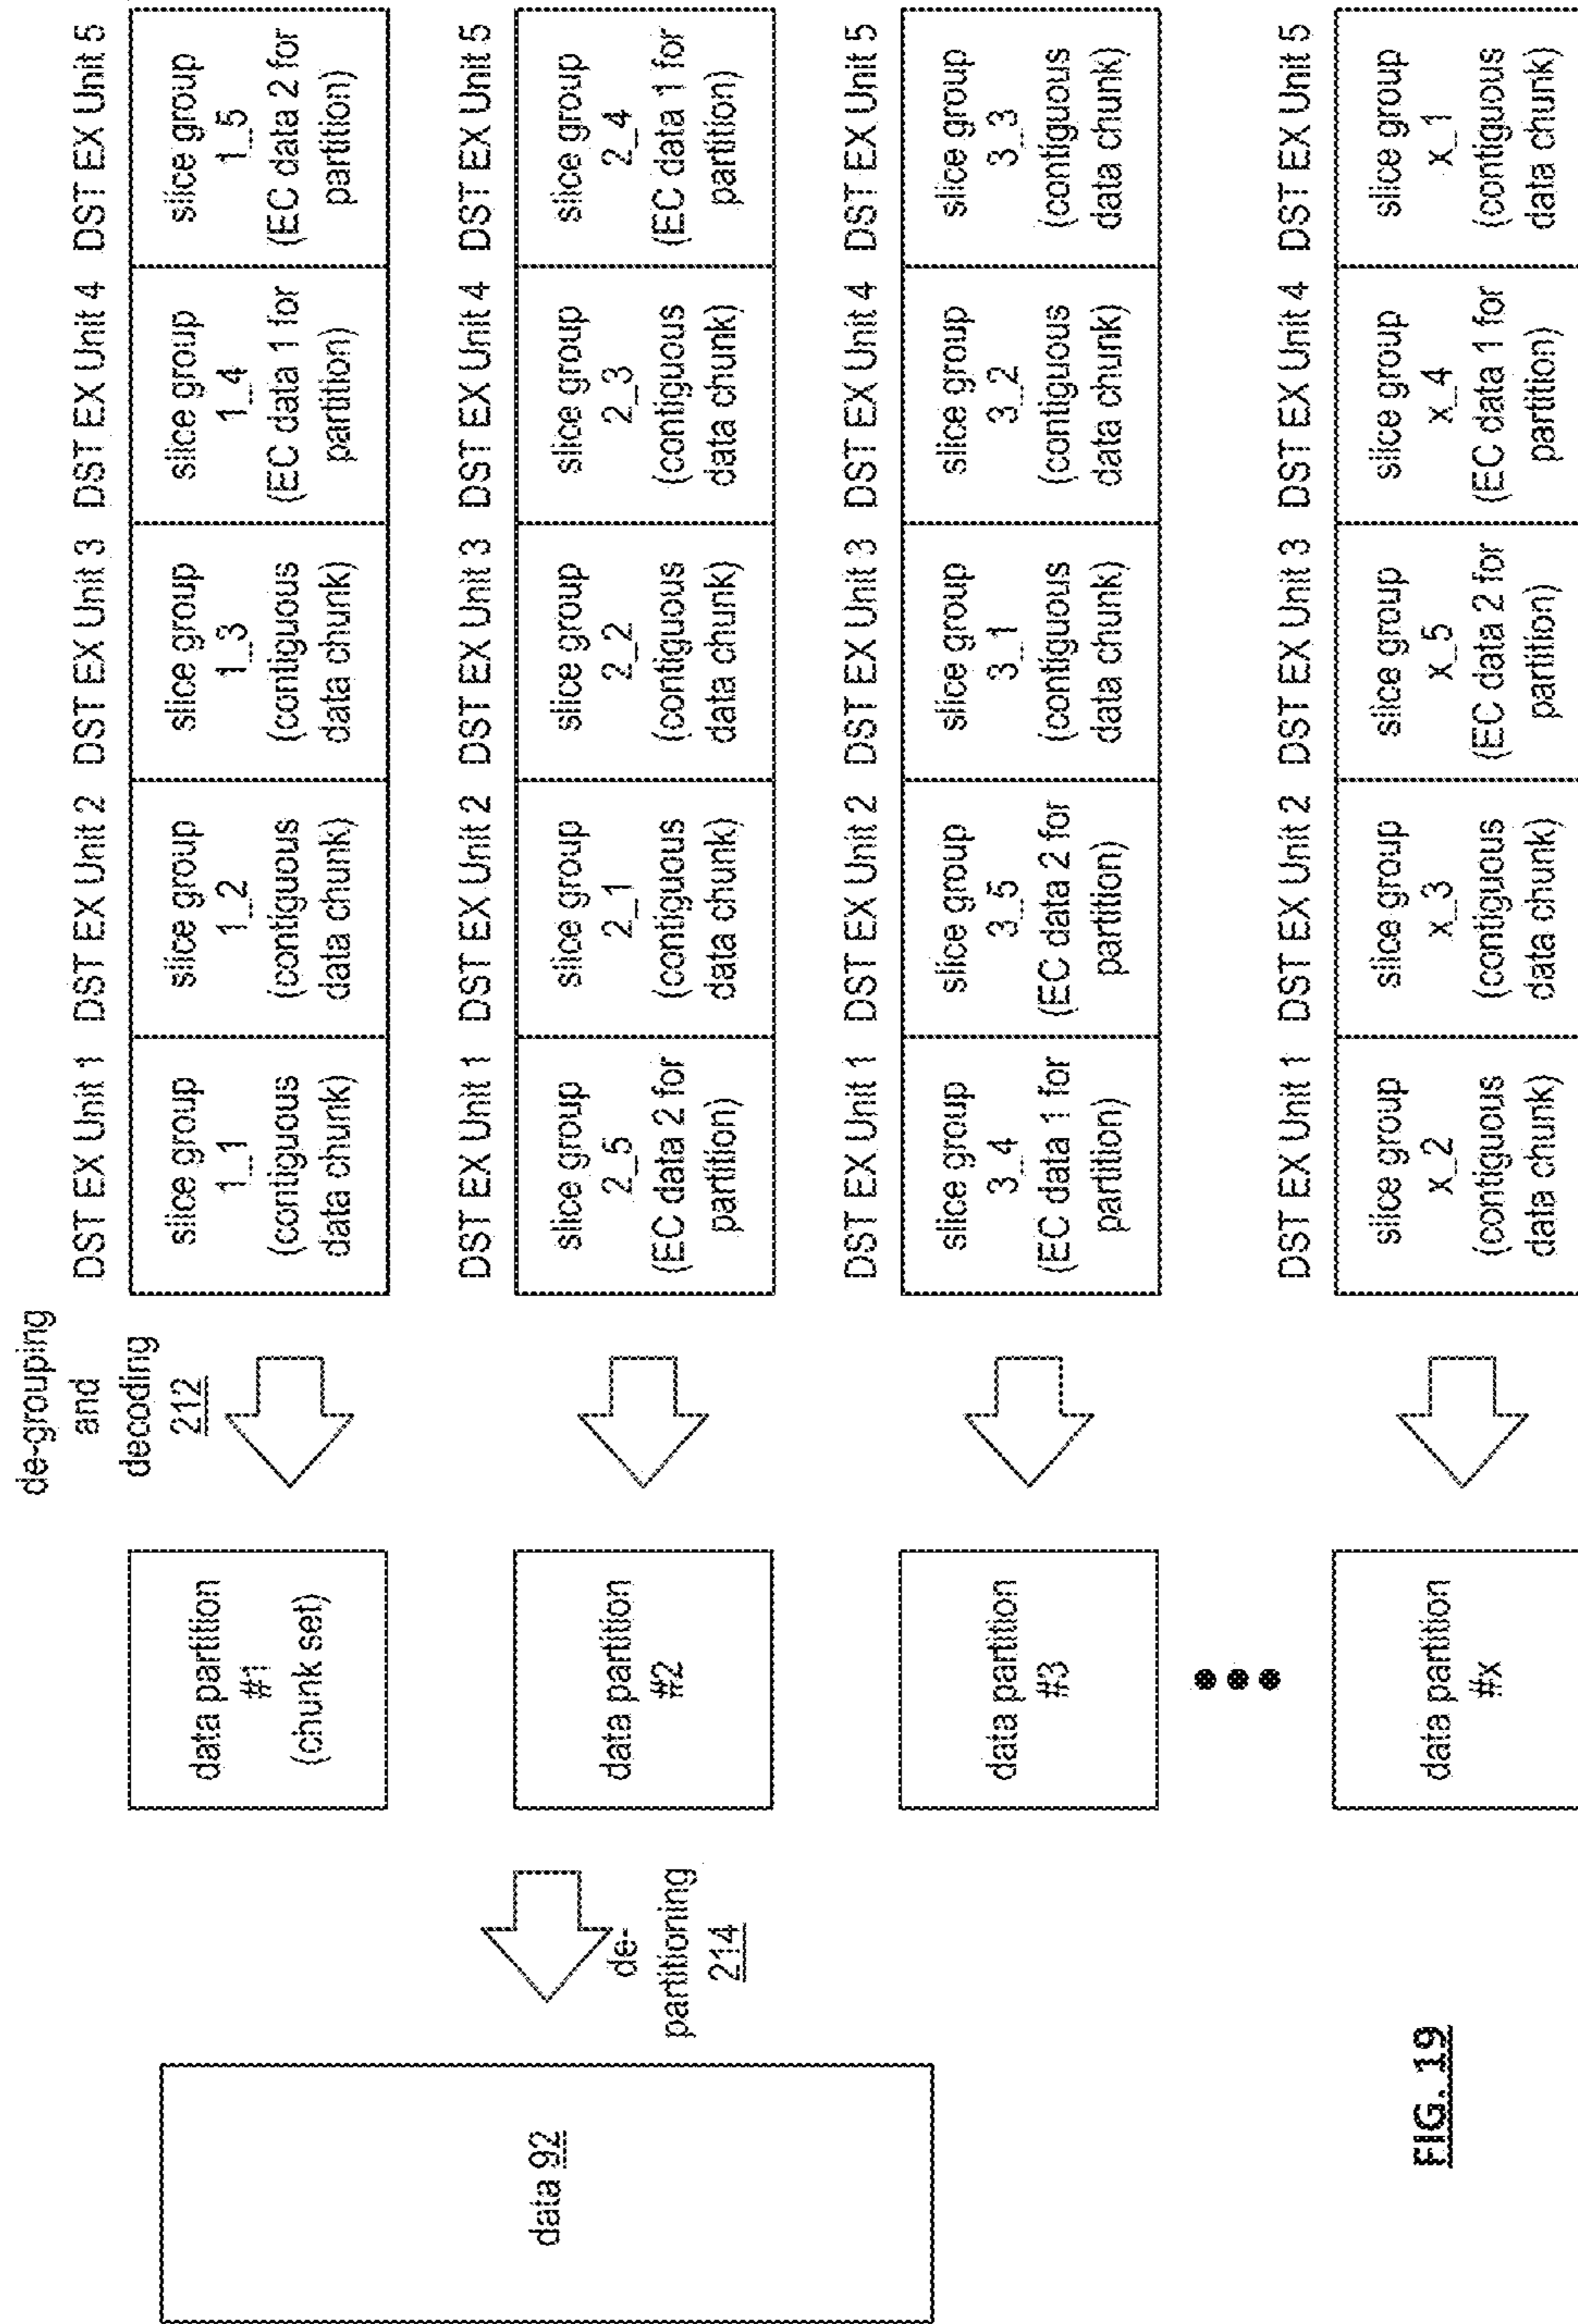 de-grouping
and
decoding
212
DST EX Unit 1 DST EX Unit 2 DST EX Unit 3 DST EX Unit 4 DST EX Unit 5
data partition
#1
(chunk set)
slice group
1_1
(contiguous
data chunk)
slice group
1_2
(contiguous
data chunk)
slice group
1_3
(contiguous
data chunk)
slice group
1_4
(EC data 1 for
partition)
slice group
1_5
(EC data 2 for
partition)
DST EX Unit 1 DST EX Unit 2 DST EX Unit 3 DST EX Unit 4 DST EX Unit 5
data 92
data partition
#2
slice group
2_5
(EC data 2 for
partition)
slice group
2_1
(contiguous
data chunk)
slice group
2_2
(contiguous
data chunk)
slice group
2_3
(contiguous
data chunk)
slice group
2_4
(EC data 1 for
partition)
de-
partitioning
214
DST EX Unit 1 DST EX Unit 2 DST EX Unit 3 DST EX Unit 4 DST EX Unit 5
data partition
#3
slice group
3_4
(EC data 1 for
partition)
slice group
3_5
(EC data 2 for
partition)
slice group
3_1
(contiguous
data chunk)
slice group
3_2
(contiguous
data chunk)
slice group
3_3
(contiguous
data chunk)
DST EX Unit 1 DST EX Unit 2 DST EX Unit 3 DST EX Unit 4 DST EX Unit 5
data partition
#x
slice group
x_2
(contiguous
data chunk)
slice group
x_3
(contiguous
data chunk)
slice group
x_5
(EC data 2 for
partition)
slice group
x_4
(EC data 1 for
partition)
slice group
x_1
(contiguous
data chunk)
FIG. 19